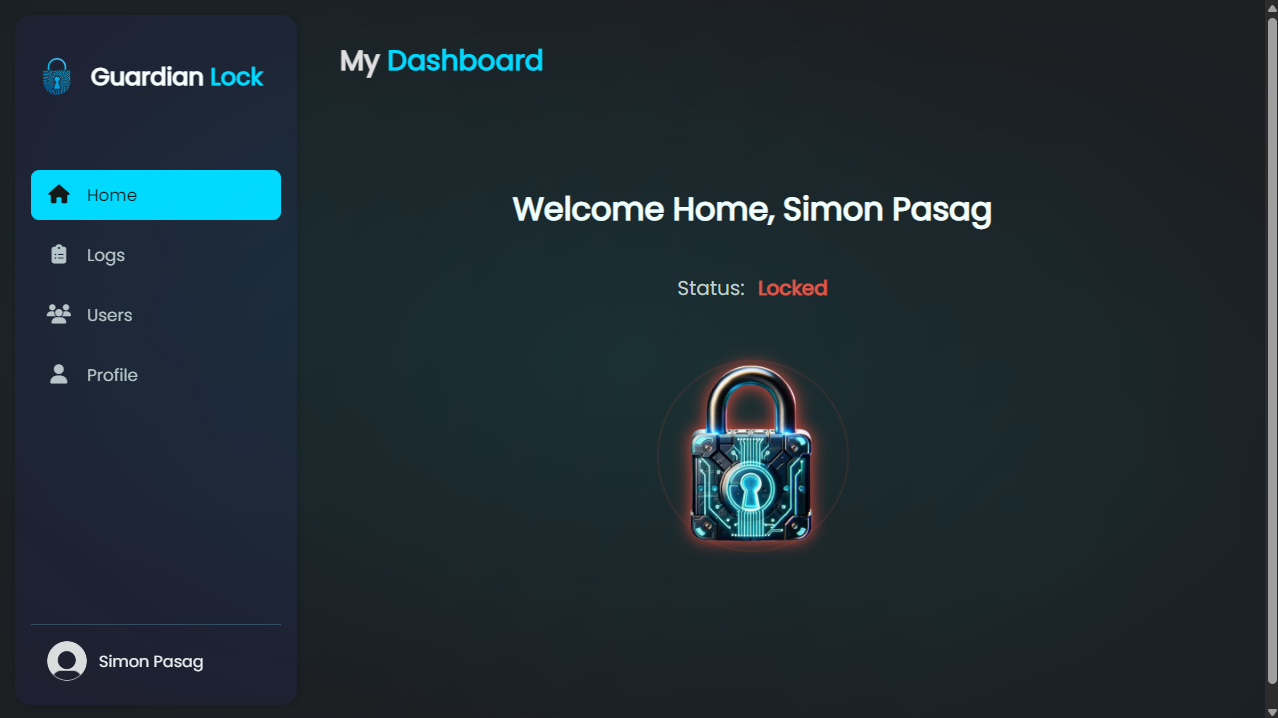 Guardian Lock
My Dashboard
Home
Logs
Users
Profile
Welcome Home, Simon Pasag
Status: Locked
Simon Pasag